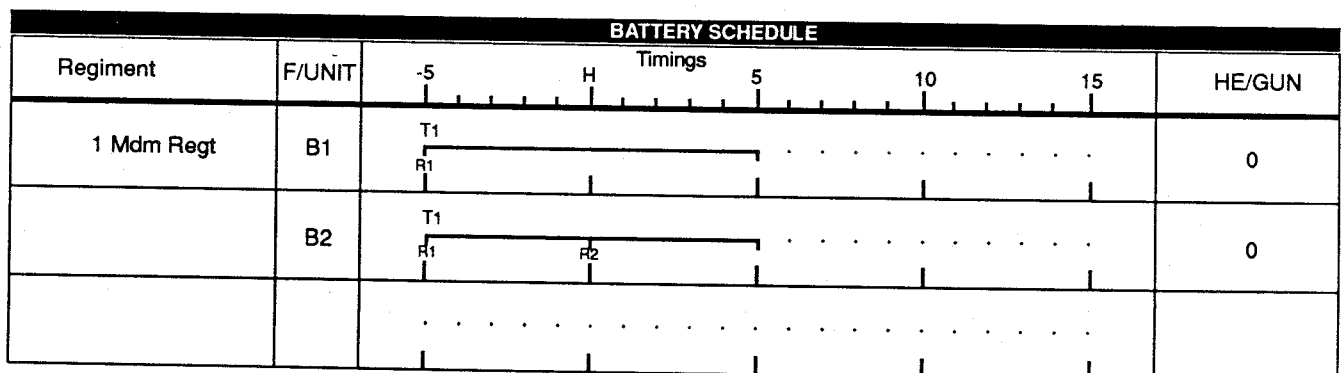 BATTERY SCHEDULE
Regiment F/UNIT Timings HE/GUN
-5 H 5 10 15
1 Mdm Regt B1 T1 R1 0
B2 T1 R1 R2 0